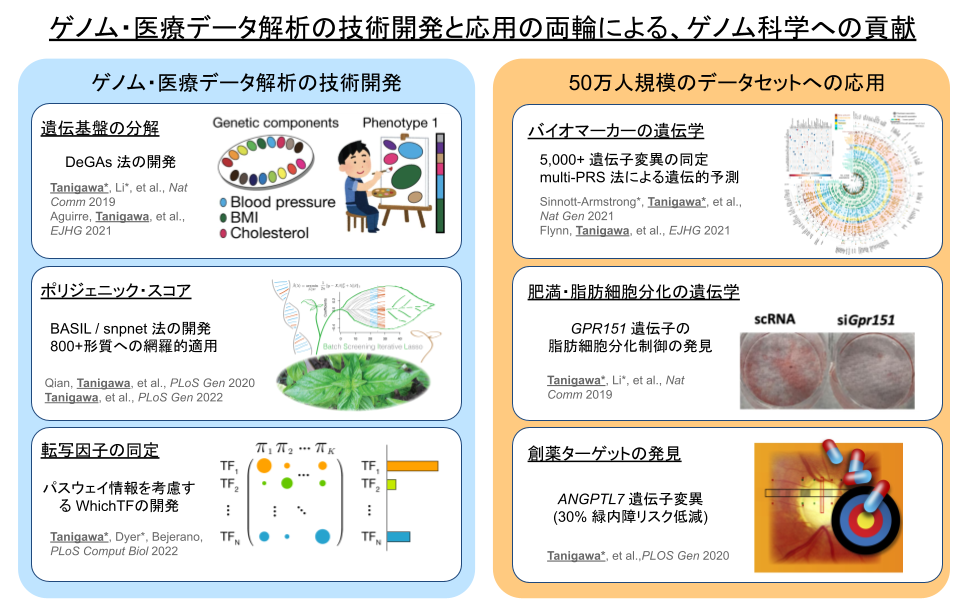 ゲノム・医療データ解析の技術開発と応用の両輪による、ゲノム科学への貢献
ゲノム・医療データ解析の技術開発
遺伝基盤の分解
DeGAs 法の開発
Tanigawa*, Li*, et al., Nat
Comm 2019
Aguirre, Tanigawa, et al.,
EJHG 2021
Genetic components
Phenotype 1
Blood pressure
BMI
Cholesterol
ポリジェニック・スコア
BASIL / snpnet 法の開発
800+形質への網羅的適用
Qian, Tanigawa, et al., PLoS Gen 2020
Tanigawa, et al., PLoS Gen 2022
Coefficients
0 10 20 30 40
Batch Screening Iterative Lasso
転写因子の同定
パスウェイ情報を考慮す
る WhichTFの開発
Tanigawa*, Dyer*, Bejerano,
PLoS Comput Biol 2022
π1 π2 ... πK
TF1
TF2
⋮
TFN
TF1
TF2
⋮
TFN
50万人規模のデータセットへの応用
バイオマーカーの遺伝学
5,000+ 遺伝子変異の同定
multi-PRS 法による遺伝的予測
Sinnott-Armstrong*, Tanigawa*, et al.,
Nat Gen 2021
Flynn, Tanigawa, et al., EJHG 2021
肥満・脂肪細胞分化の遺伝学
GPR151 遺伝子の
脂肪細胞分化制御の発見
Tanigawa*, Li*, et al., Nat
Comm 2019
scRNA
siGpr151
創薬ターゲットの発見
ANGPTL7 遺伝子変異
(30% 緑内障リスク低減)
Tanigawa*, et al.,PLOS Gen 2020